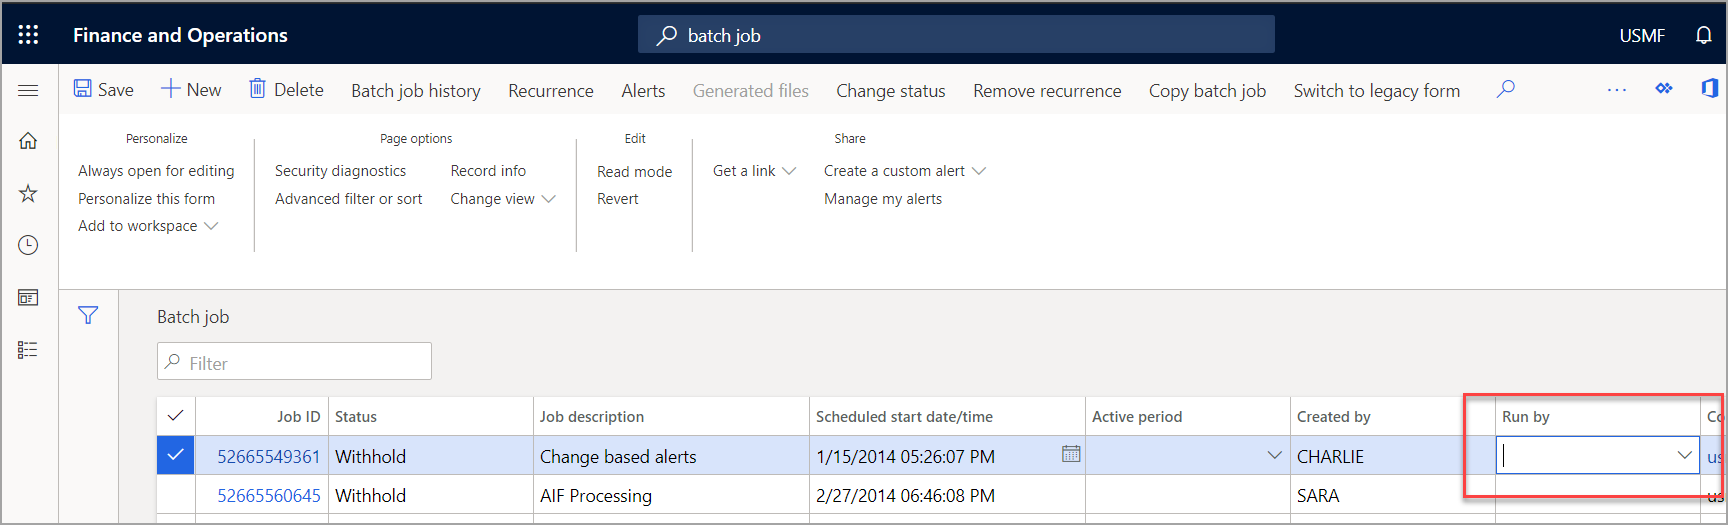 Finance and Operations batch job USMF
Save New Delete Batch job history Recurrence Alerts Generated files Change status Remove recurrence Copy batch job Switch to legacy form ...
Personalize Page options Edit Share
Always open for editing Security diagnostics Record info Read mode Get a link Create a custom alert
Personalize this form Advanced filter or sort Change view Revert Manage my alerts
Add to workspace
Batch job
Filter
Job ID Status Job description Scheduled start date/time Active period Created by Run by Co
52665549361 Withhold Change based alerts 1/15/2014 05:26:07 PM CHARLIE us
52665560645 Withhold AIF Processing 2/27/2014 06:46:08 PM SARA us